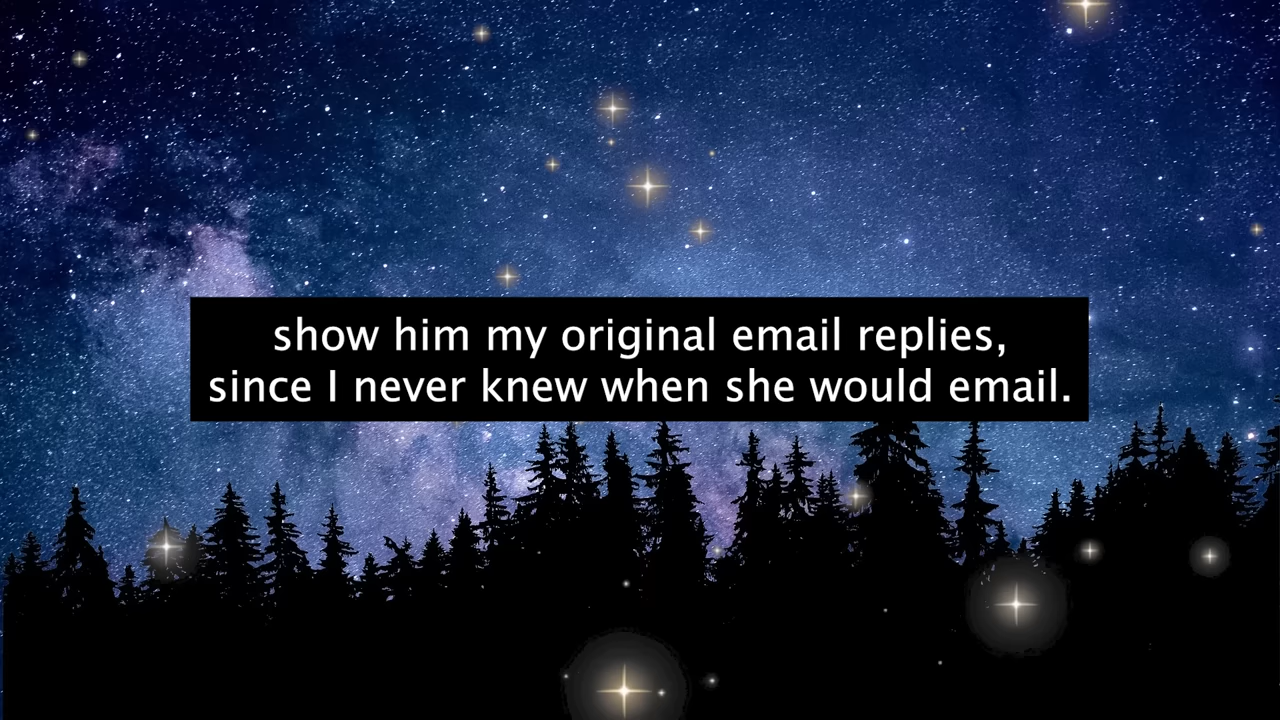 show him my original email replies,
since I never knew when she would email.